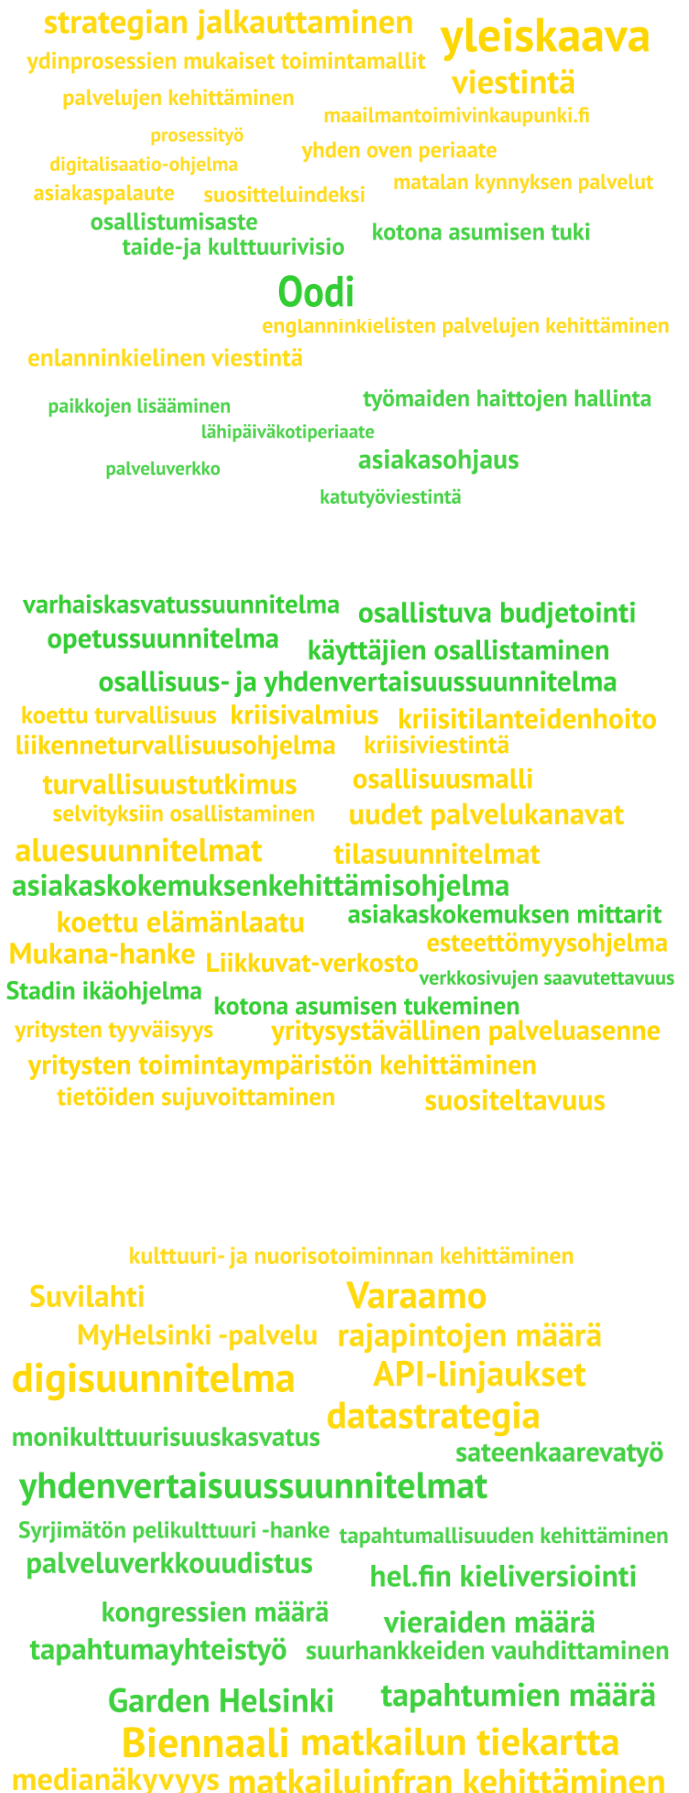 strategian jalkauttaminen
yleiskaava
ydinprosessien mukaiset toimintamallit
viestintä
palvelujen kehittäminen
maailmantoimivinkaupunki.fi
prosessityö
yhden oven periaate
digitalisaatio-ohjelma
matalan kynnyksen palvelut
asiakaspalaute
suositteluindeksi
osallistumisaste
kotona asumisen tuki
taide-ja kulttuurivisio
Oodi
englanninkielisten palvelujen kehittäminen
enlanninkielinen viestintä
työmaiden haittojen hallinta
paikkojen lisääminen
lähipäiväkotiperiaate
asiakasohjaus
palveluverkko
katutyöviestintä
varhaiskasvatussuunnitelma
osallistuva budjetointi
opetussuunnitelma
käyttäjien osallistaminen
osallisuus- ja yhdenvertaisuussuunnitelma
koettu turvallisuus
kriisivalmius
kriisitilanteidenhoito
liikenneturvallisuusohjelma
kriisiviestintä
turvallisuustutkimus
osallisuusmalli
selvityksiin osallistaminen
uudet palvelukanavat
aluesuunnitelmat
tilasuunnitelmat
asiakaskokemuksenkehittämisohjelma
koettu elämänlaatu
asiakaskokemuksen mittarit
Mukana-hanke
Liikkuvat-verkosto
esteettömyysohjelma
verkkosivujen saavutettavuus
Stadin ikäohjelma
kotona asumisen tukeminen
yritysten tyyväisyys
yritysystävällinen palveluasenne
yritysten toimintaympäristön kehittäminen
tietöiden sujuvoittaminen
suositeltavuus
kulttuuri- ja nuorisotoiminnan kehittäminen
Suvilahti
Varaamo
MyHelsinki -palvelu
rajapintojen määrä
digisuunnitelma
API-linjaukset
datastrategia
monikulttuurisuuskasvatus
sateenkaarevatyö
yhdenvertaisuussuunnitelmat
Syrjimätön pelikulttuuri -hanke
tapahtumallisuuden kehittäminen
palveluverkkouudistus
hel.fin kieliversiointi
kongressien määrä
vieraiden määrä
tapahtumayhteistyö
suurhankkeiden vauhdittaminen
Garden Helsinki
tapahtumien määrä
Biennaali
matkailun tiekartta
medianäkyvyys
matkailuinfran kehittäminen